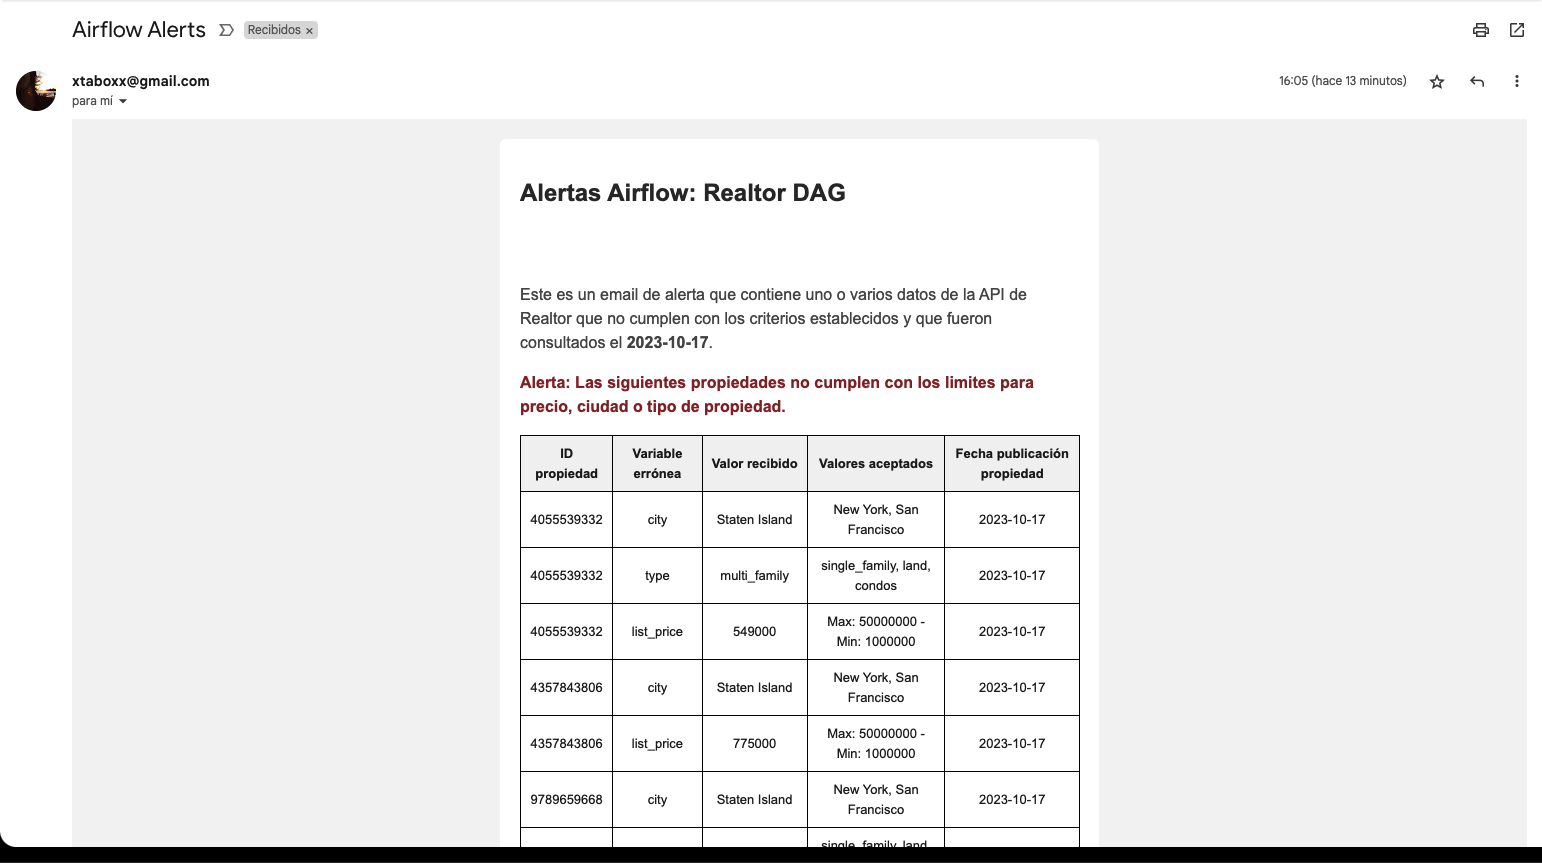 Airflow Alerts
Recibidos ×
xtaboxx@gmail.com
16:05 (hace 13 minutos)
para mí
Alertas Airflow: Realtor DAG
Este es un email de alerta que contiene uno o varios datos de la API de
Realtor que no cumplen con los criterios establecidos y que fueron
consultados el 2023-10-17.
Alerta: Las siguientes propiedades no cumplen con los limites para
precio, ciudad o tipo de propiedad.
ID
propiedad
Variable
errónea
Valor recibido
Valores aceptados
Fecha publicación
propiedad
4055539332
city
Staten Island
New York, San
Francisco
2023-10-17
4055539332
type
multi_family
single_family, land,
condos
2023-10-17
4055539332
list_price
549000
Max: 50000000 -
Min: 1000000
2023-10-17
4357843806
city
Staten Island
New York, San
Francisco
2023-10-17
4357843806
list_price
775000
Max: 50000000 -
Min: 1000000
2023-10-17
9789659668
city
Staten Island
New York, San
Francisco
2023-10-17
single_family, land,